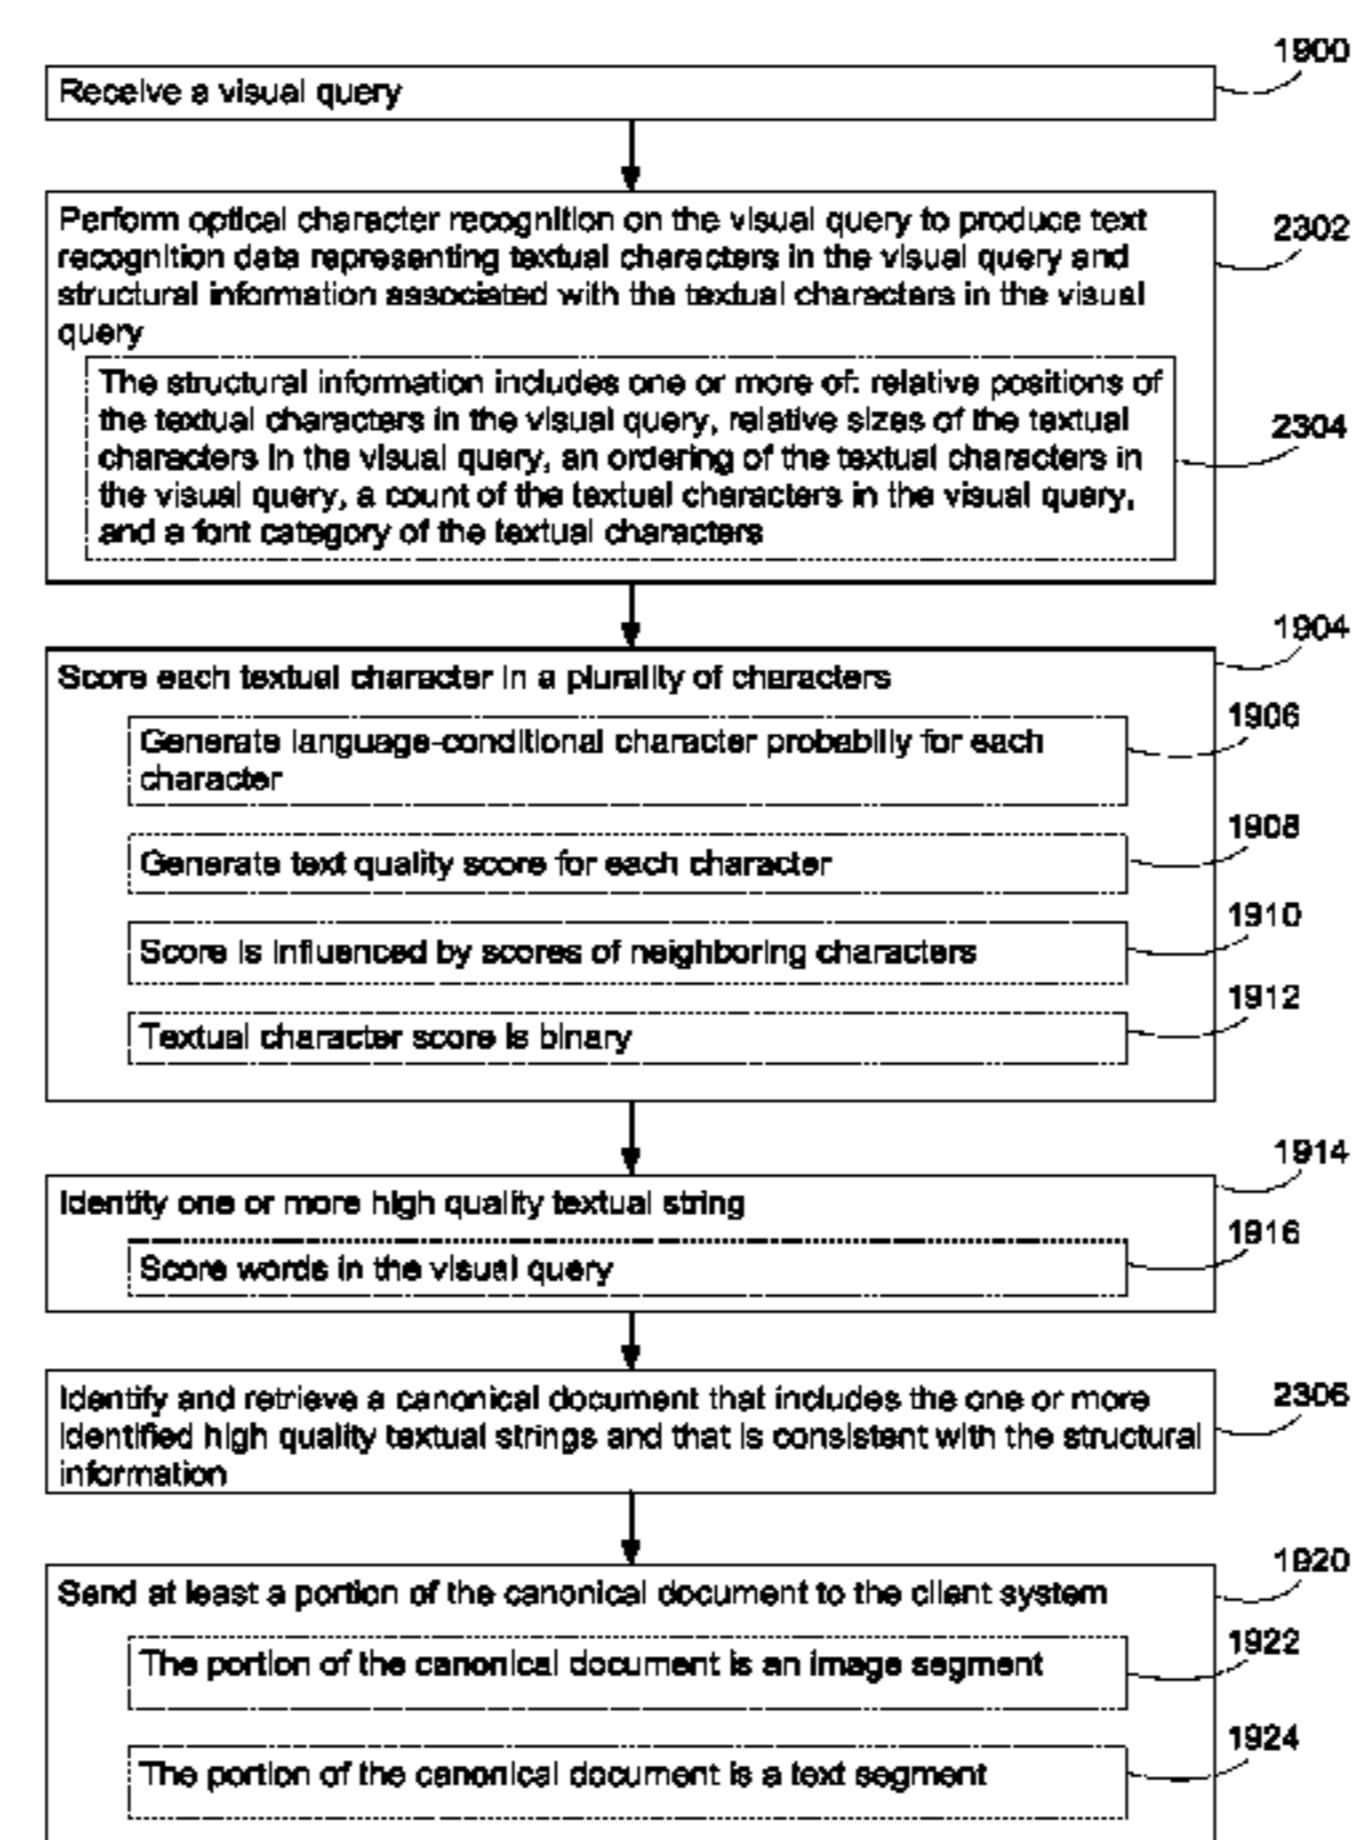 1900
Receive a visual query
Perform optical character recognition on the visual query to produce text
recognition data representing textual characters in the visual query and
structural information associated with the textual characters in the visual
query
2302
The structural information includes one or more of: relative positions of
the textual characters in the visual query, relative sizes of the textual
characters in the visual query, an ordering of the textual characters in
the visual query, a count of the textual characters in the visual query,
and a font category of the textual characters
2304
1904
Score each textual character in a plurality of characters
1906
Generate language-conditional character probabiliy for each
character
1908
Generate text quality score for each character
1910
Score is influenced by scores of neighboring characters
1912
Textual character score is binary
1914
Identify one or more high quality textual string
1916
Score words in the visual query
Identify and retrieve a canonical document that includes the one or more
identified high quality textual strings and that is consistent with the structural
information
2306
1920
Send at least a portion of the canonical document to the client system
1922
The portion of the canonical document is an image segment
1924
The portion of the canonical document is a text segment